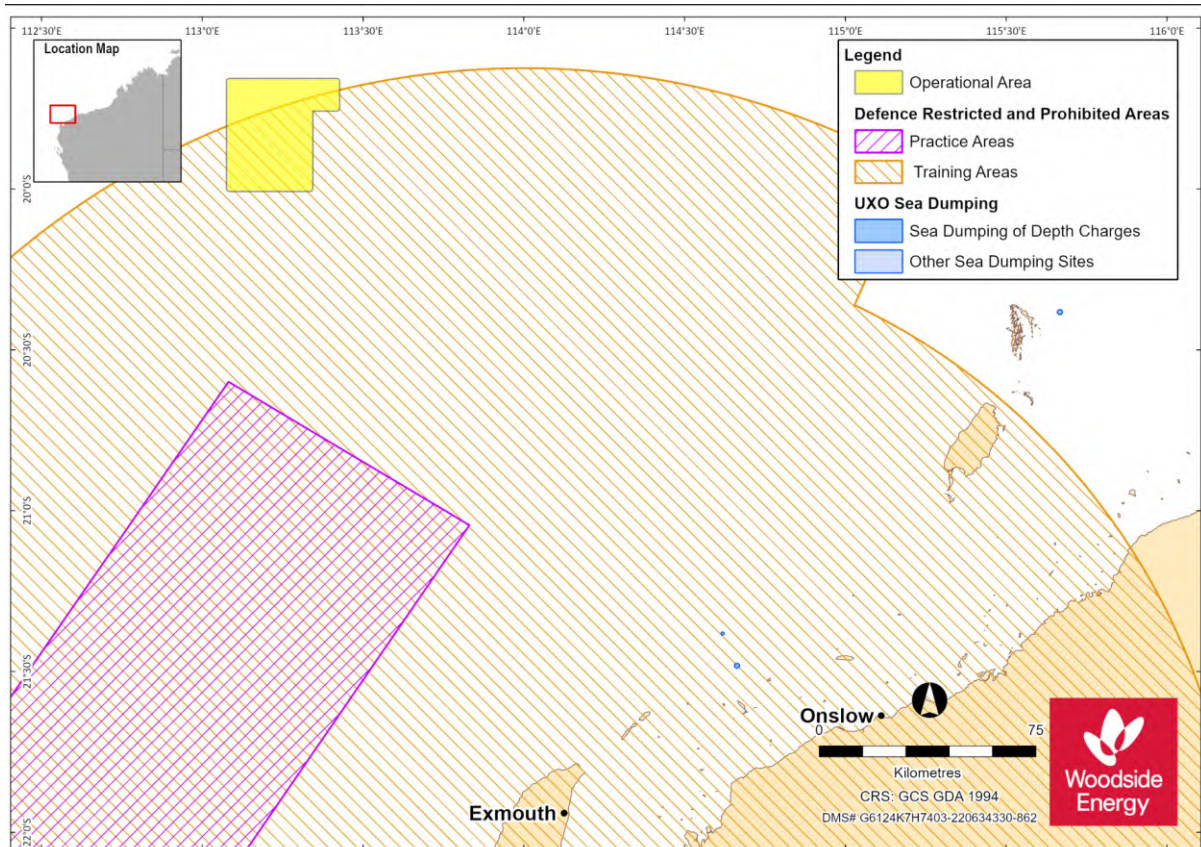 112°30'E
113°0'E
113°30'E
114°0'E
114°30'E
115°0'E
115°30'E
116°0'E
Location Map
Legend
Operational Area
Defence Restricted and Prohibited Areas
Practice Areas
Training Areas
UXO Sea Dumping
Sea Dumping of Depth Charges
Other Sea Dumping Sites
20°0'S
20°30'S
21°0'S
21°30'S
22°0'S
Onslow
Exmouth
0 75
Kilometres
CRS: GCS GDA 1994
DMS# G6124K7H7403-220634330-862
Woodside
Energy